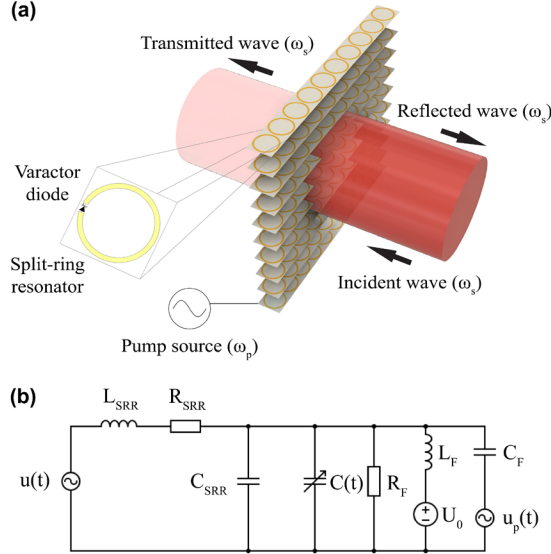 (a)
Transmitted wave (ωs)
Reflected wave (ωs)
Varactor
diode
Split-ring
resonator
Incident wave (ωs)
Pump source (ωp)
(b)
LSRR
RSRR
u(t)
CSRR
C(t)
RF
LF
CF
U0
up(t)